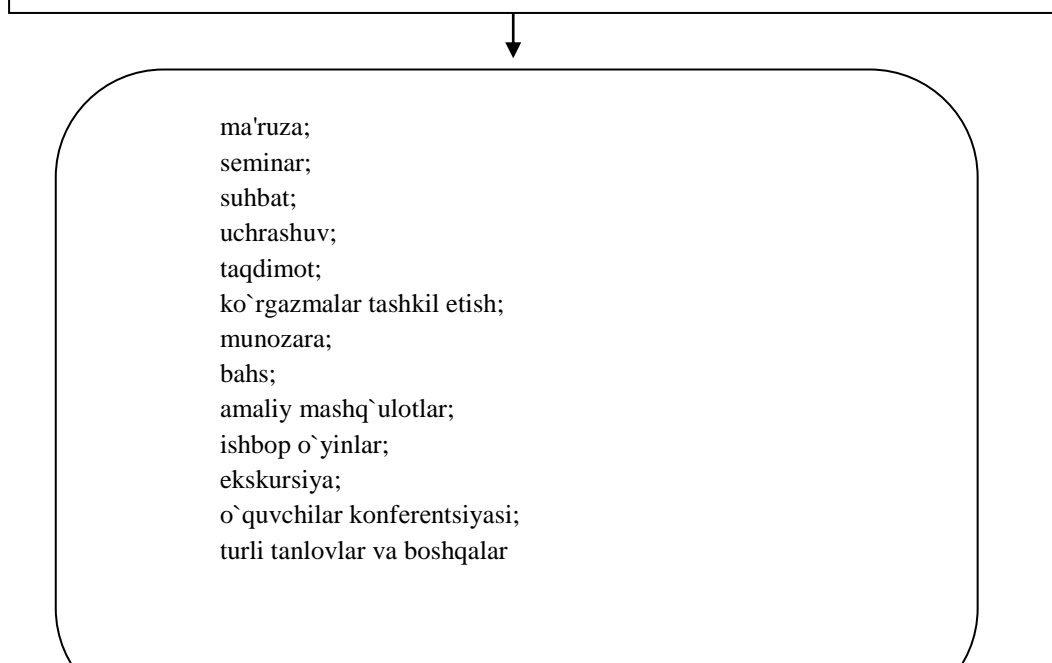 ma'ruza;
seminar;
suhbat;
uchrashuv;
taqdimot;
ko`rgazmalar tashkil etish;
munozara;
bahs;
amaliy mashq`ulotlar;
ishbop o`yinlar;
ekskursiya;
o`quvchilar konferentsiyasi;
turli tanlovlar va boshqalar